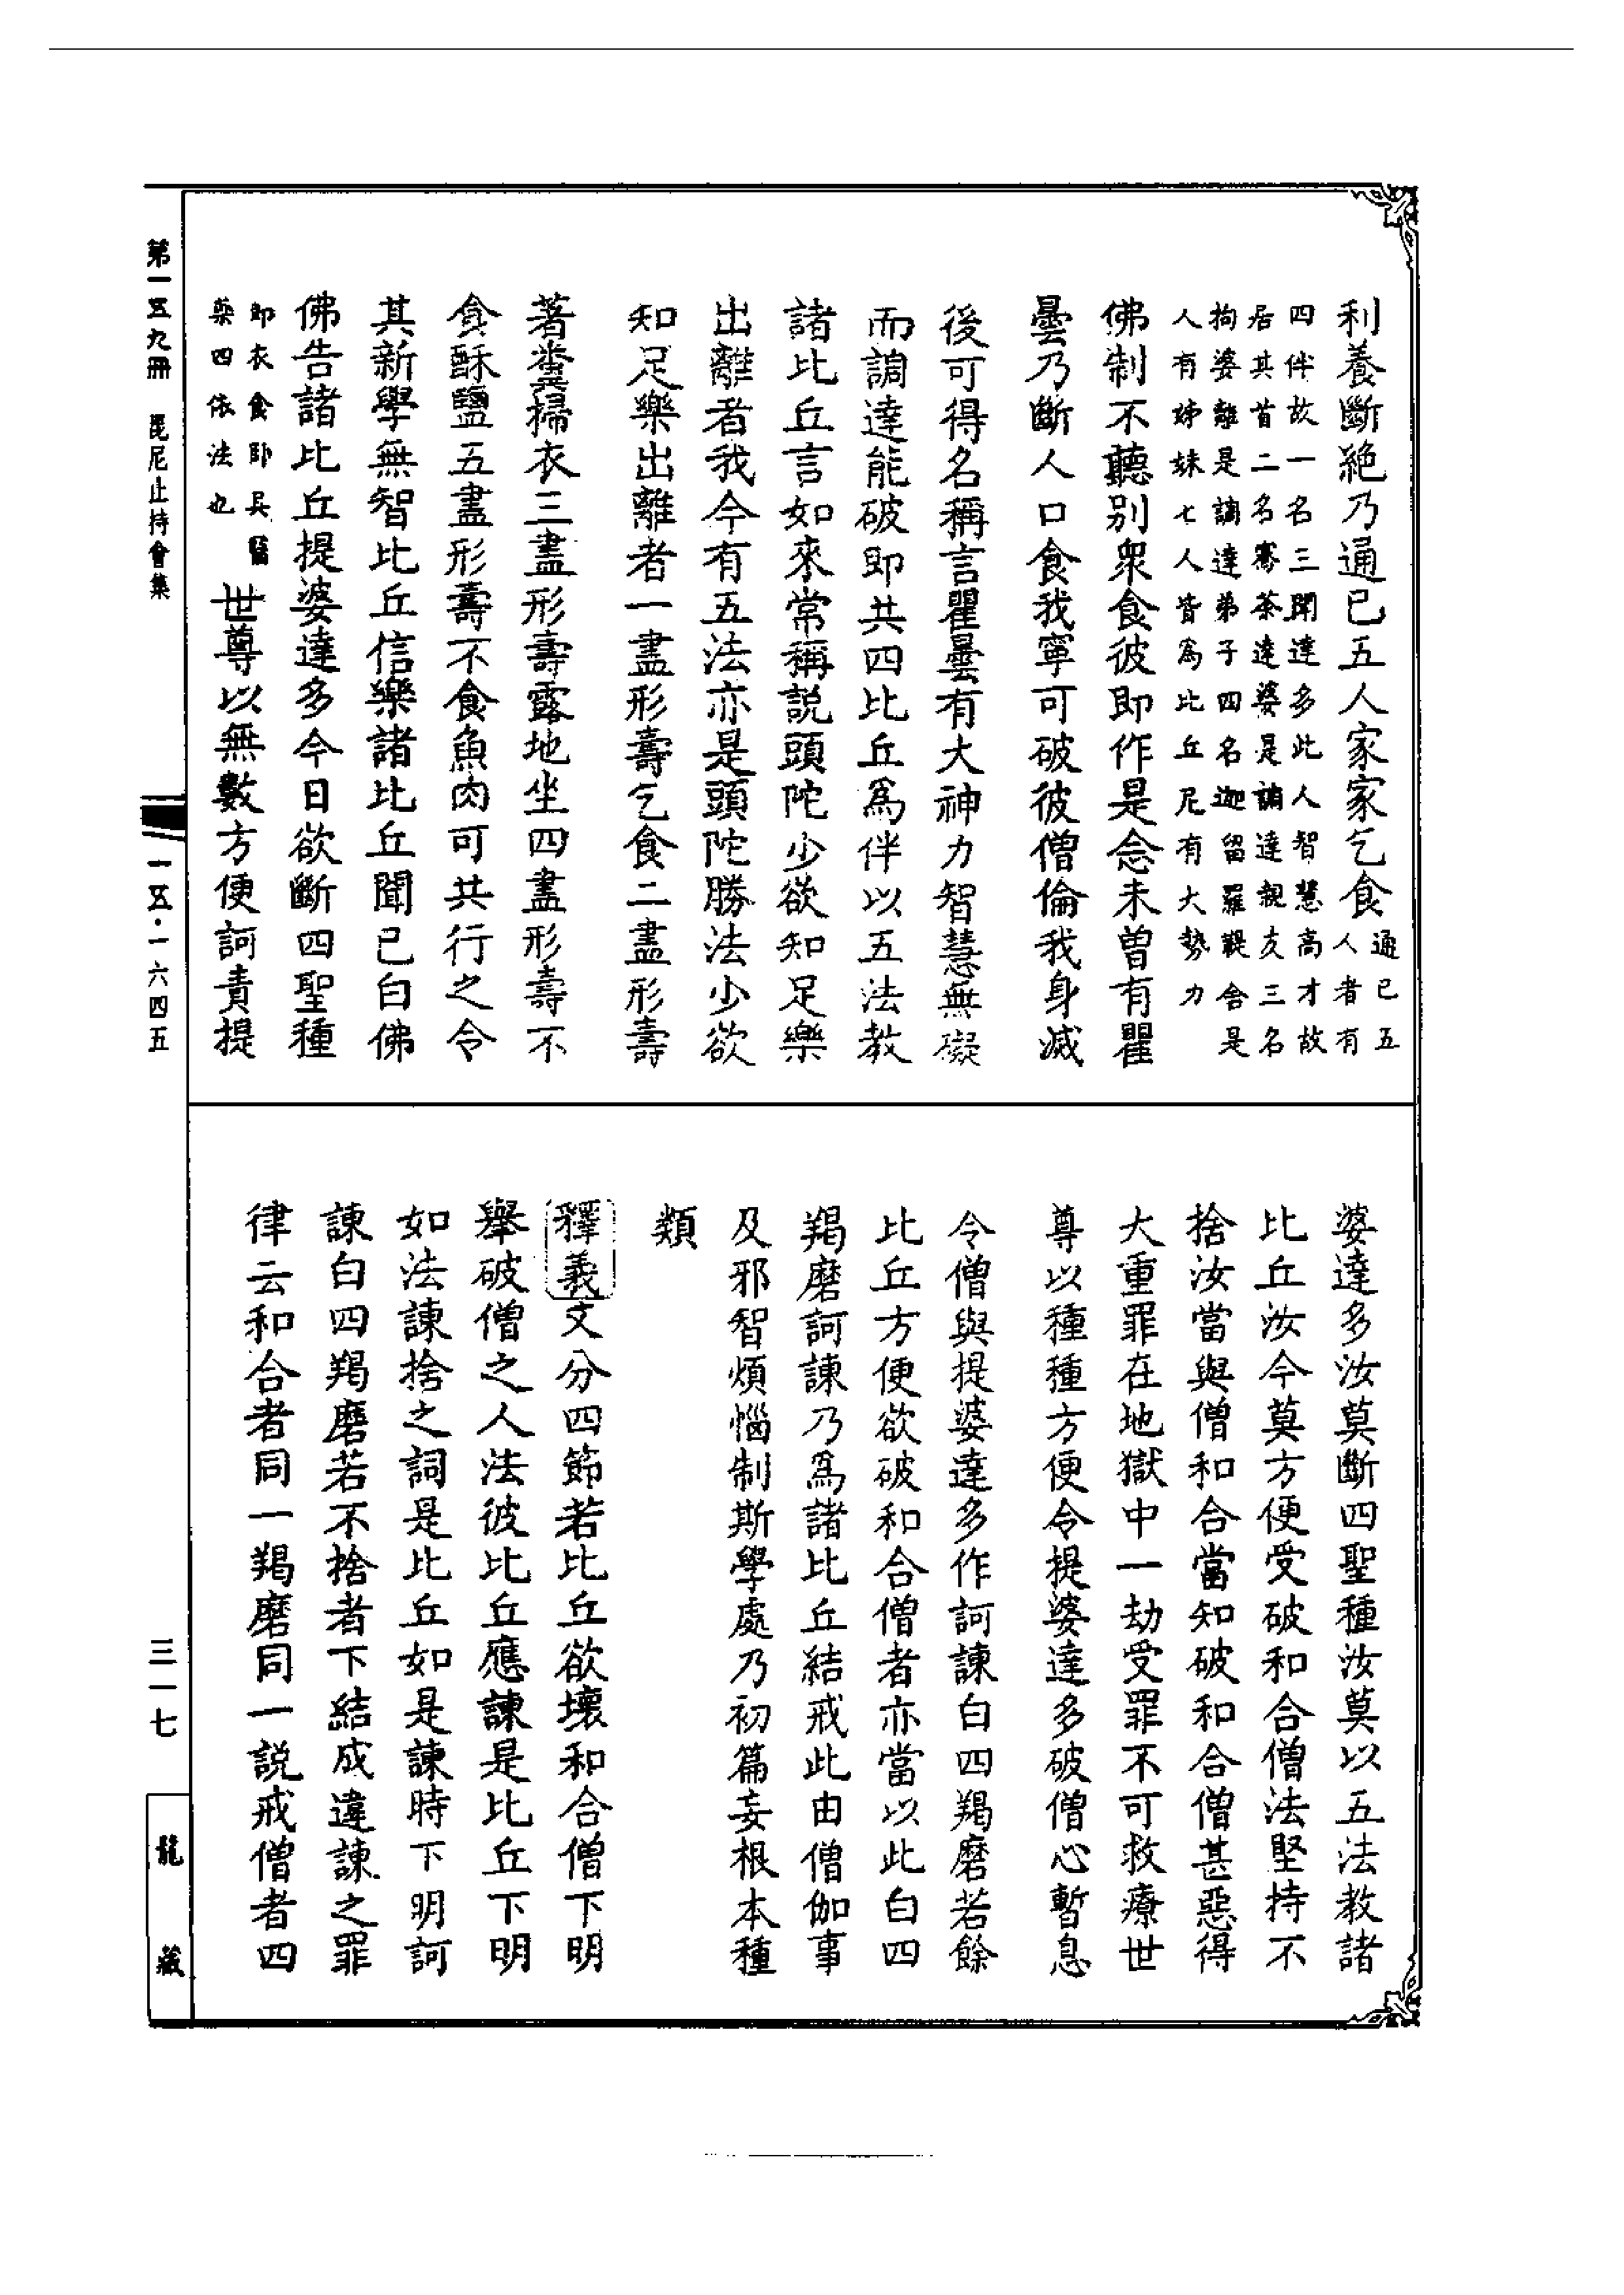 利養斷絕乃通已五人家家乞食通已五
人者有
四伴故一名三聞達多此人智慧高才故
居其首二名騫荼達婆是調達親友三名
拘婆離是調達弟子四名迦留羅鞮舍是
人有姊妹七人皆爲比丘尼有大勢力
佛制不聽別衆食彼即作是念未曾有瞿
曇乃斷人口食我寧可破彼僧倫我身滅
後可得名稱言瞿曇有大神力智慧無礙
而調達能破即共四比丘爲伴以五法教
諸比丘言如來常稱説頭陀少欲知足樂
出離者我今有五法亦是頭陀勝法少欲
知足樂出離者一盡形壽乞食二盡形壽
著糞掃衣三盡形壽露地坐四盡形壽不
食酥鹽五盡形壽不食魚肉可共行之令
其新學無智比丘信樂諸比丘聞已白佛
佛告諸比丘提婆達多今日欲斷四聖種
即衣食卧具醫
藥四依法也
世尊以無數方便訶責提
婆達多汝莫斷四聖種汝莫以五法教諸
比丘汝今莫方便受破和合僧法堅持不
捨汝當與僧和合當知破和合僧甚惡得
大重罪在地獄中一劫受罪不可救療世
尊以種種方便令提婆達多破僧心暫息
令僧與提婆達多作訶諫白四羯磨若餘
比丘方便欲破和合僧者亦當以此白四
羯磨訶諫乃爲諸比丘結戒此由僧伽事
及邪智煩惱制斯學處乃初篇妄根本種
類
釋義文分四節若比丘欲壞和合僧下明
舉破僧之人法彼比丘應諫是比丘下明
如法諫捨之詞是比丘如是諫時下明訶
諫白四羯磨若不捨者下結成違諫之罪
律云和合者同一羯磨同一説戒僧者四
第一五九冊 毘尼止持會集
一五·一六四五
三一七
龍藏